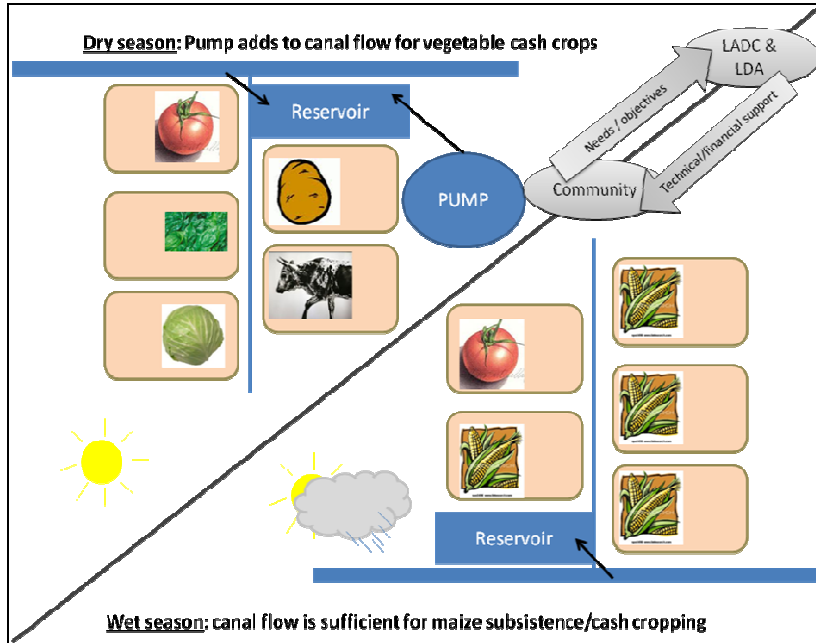 Dry season: Pump adds to canal flow for vegetable cash crops
LADC &
LDA
Needs / objectives
Technical/financial support
Reservoir
PUMP
Community
Reservoir
Wet season: canal flow is sufficient for maize subsistence/cash cropping